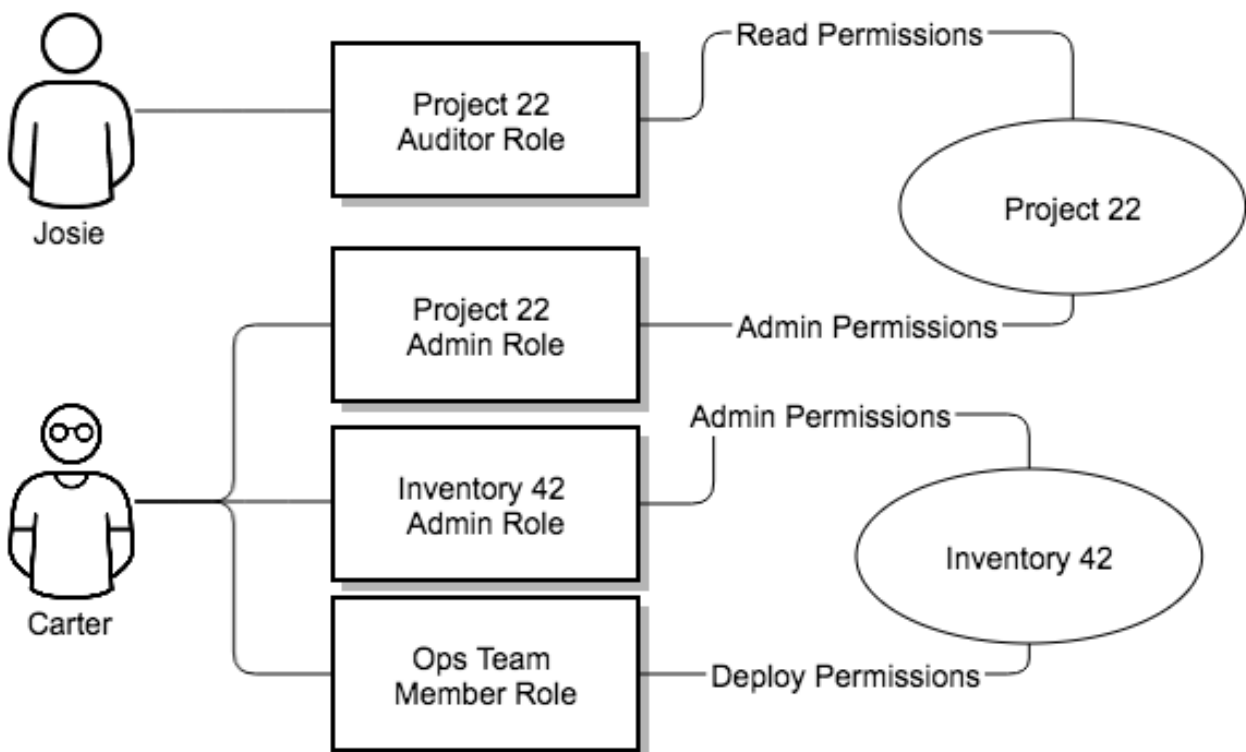 Read Permissions
Project 22
Auditor Role
Project 22
Josie
Project 22
Admin Role
Admin Permissions
Admin Permissions
Inventory 42
Admin Role
Inventory 42
Carter
Ops Team
Member Role
Deploy Permissions